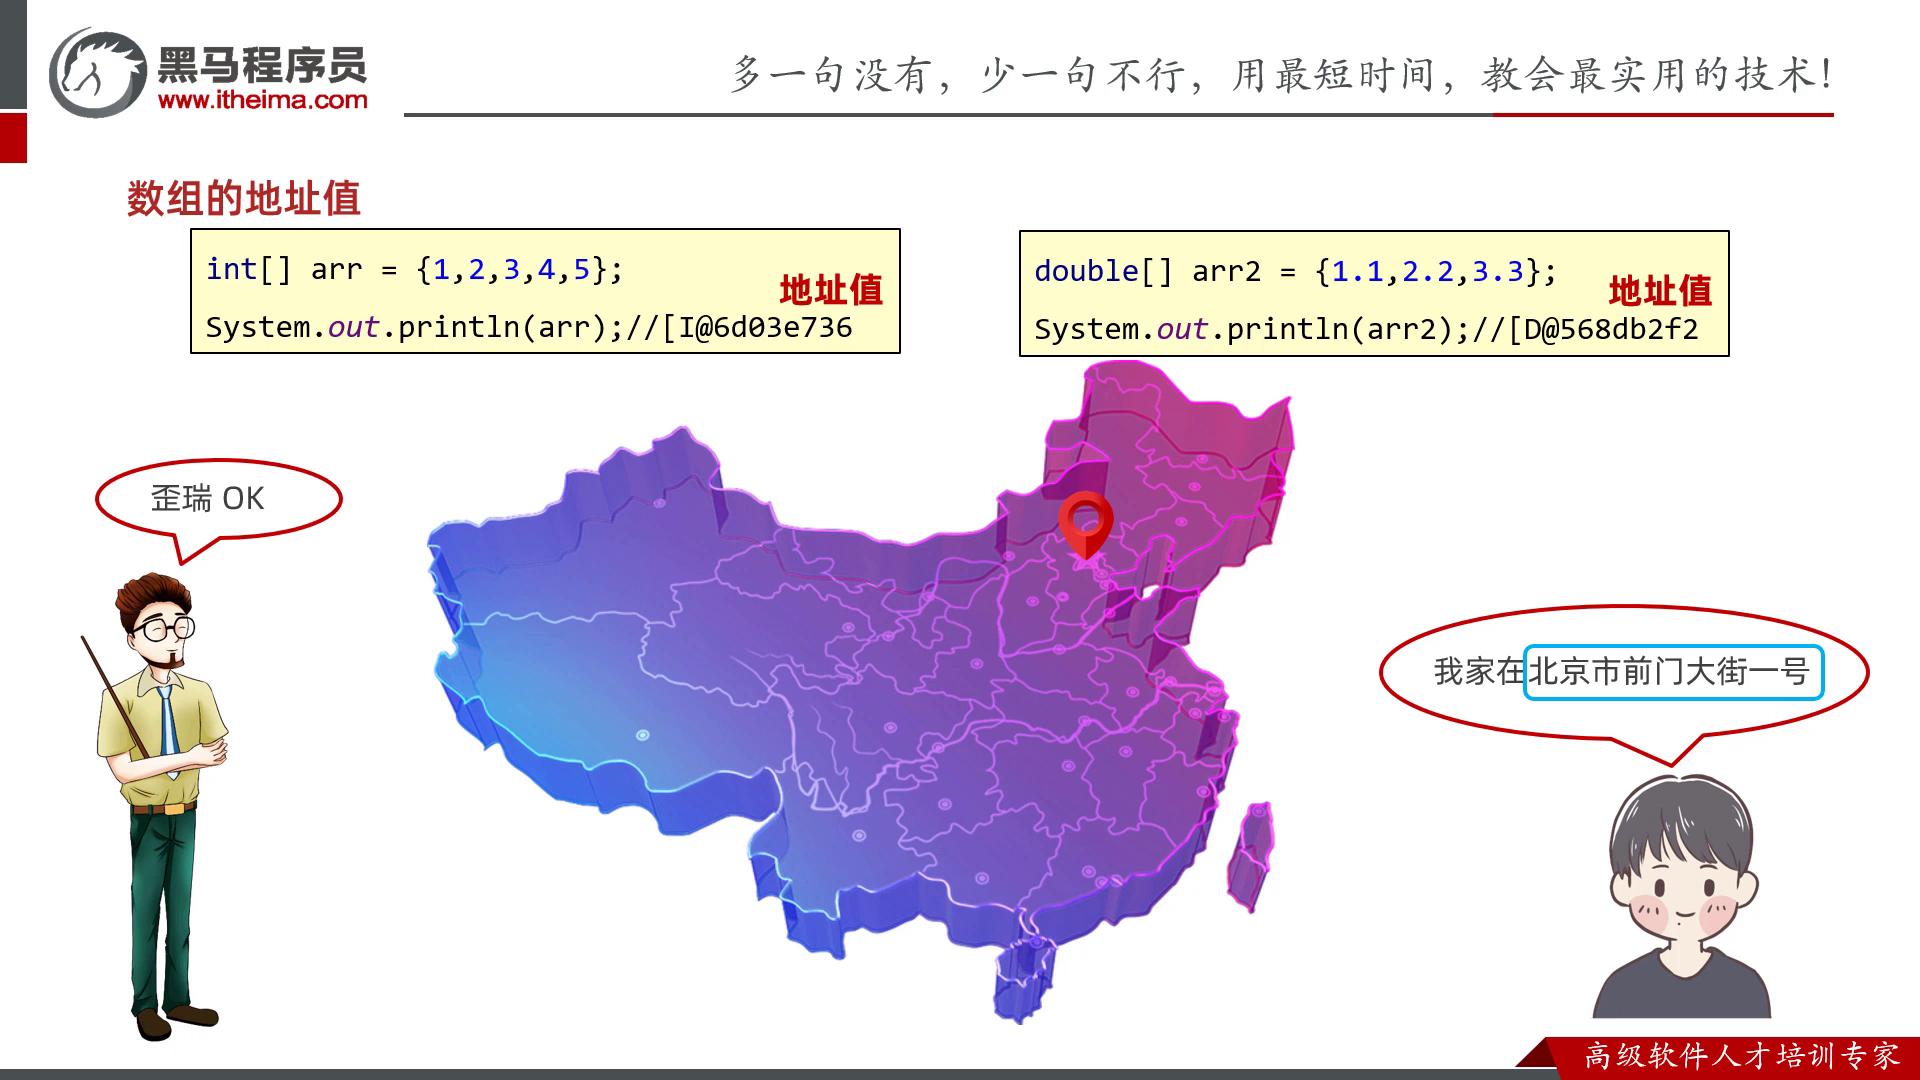 黑马程序员
www.itheima.com
多一句没有，少一句不行，用最短时间，教会最实用的技术！
数组的地址值
int[] arr = {1,2,3,4,5};
地址值
System.out.println(arr);//[I@6d03e736
double[] arr2 = {1.1,2.2,3.3};
地址值
System.out.println(arr2);//[D@568db2f2
歪瑞 OK
我家在北京市前门大街一号
高级软件人才培训专家